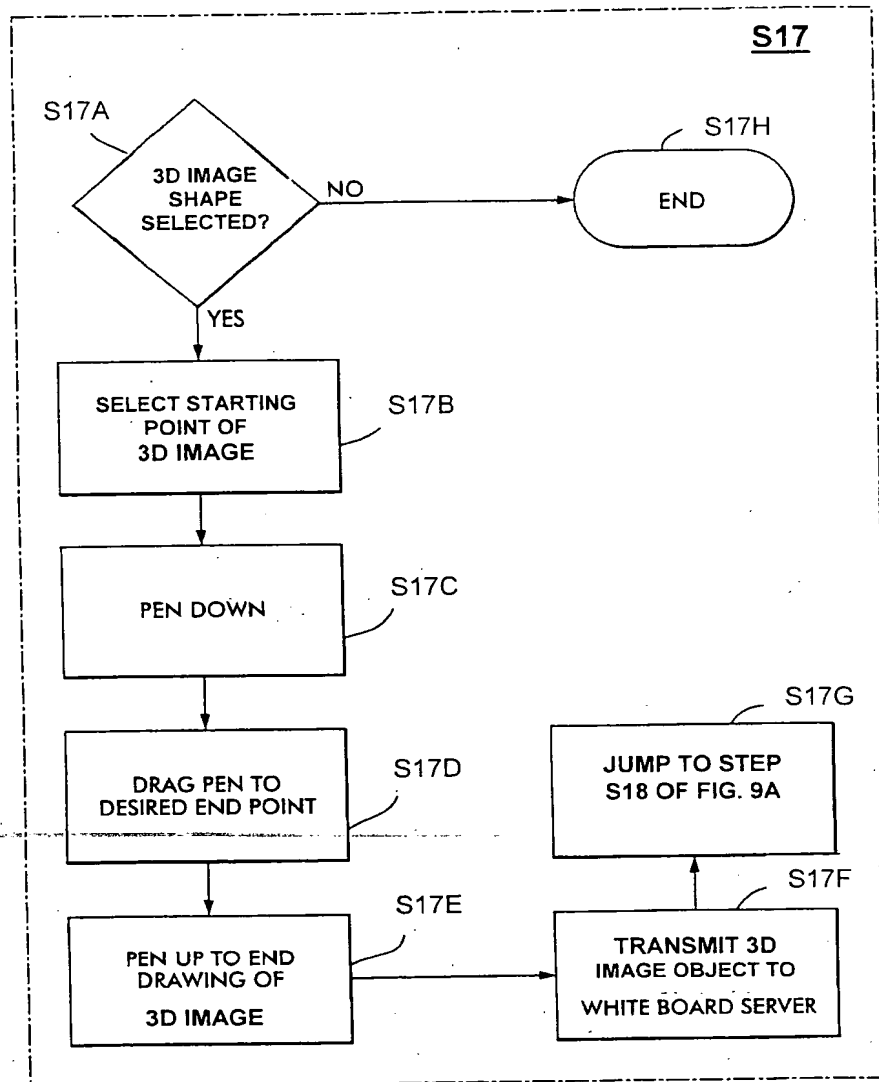 S17
S17A
3D IMAGE
SHAPE
SELECTED?
NO
S17H
END
YES
SELECT STARTING
POINT OF
3D IMAGE
S17B
PEN DOWN
S17C
DRAG PEN TO
DESIRED END POINT
S17D
PEN UP TO END
DRAWING OF
3D IMAGE
S17E
TRANSMIT 3D
IMAGE OBJECT TO
WHITE BOARD SERVER
S17F
JUMP TO STEP
S18 OF FIG. 9A
S17G